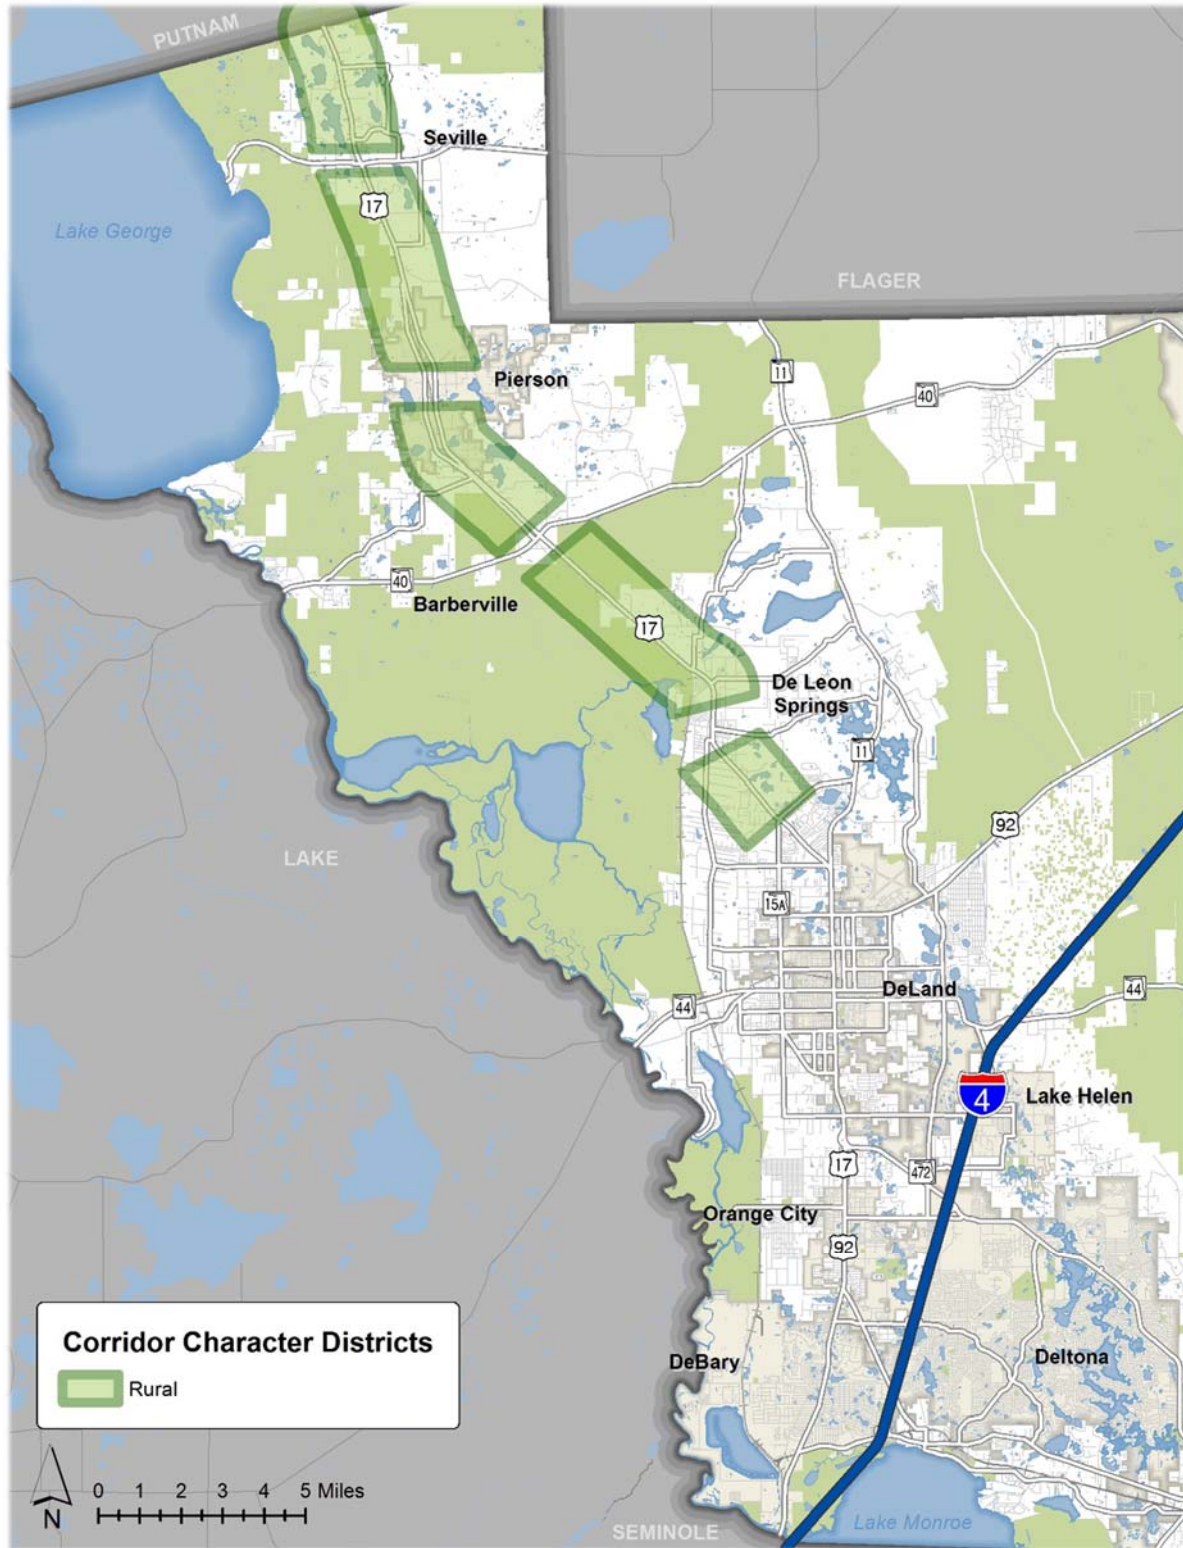 PUTNAM
Seville
17
Lake George
FLAGER
Pierson
11
40
40
Barberville
17
De Leon
Springs
11
92
LAKE
15A
DeLand
44
44
4
Lake Helen
17
472
Orange City
92
Corridor Character Districts
Rural
DeBary
Deltona
0 1 2 3 4 5 Miles
N
SEMINOLE
Lake Monroe